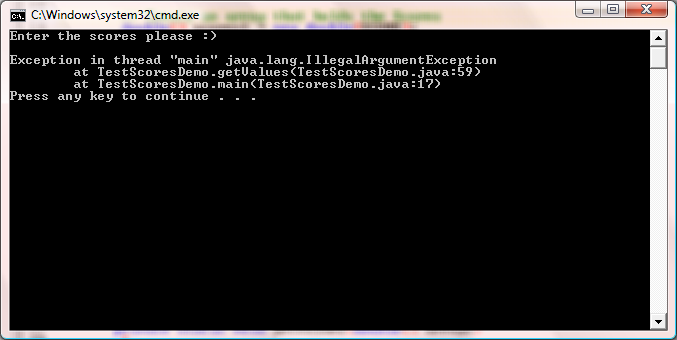 C:\Windows\system32\cmd.exe
Enter the scores please :)
Exception in thread "main" java.lang.IllegalArgumentException
at TestScoresDemo.getValues(TestScoresDemo.java:59)
at TestScoresDemo.main(TestScoresDemo.java:17)
Press any key to continue . . .